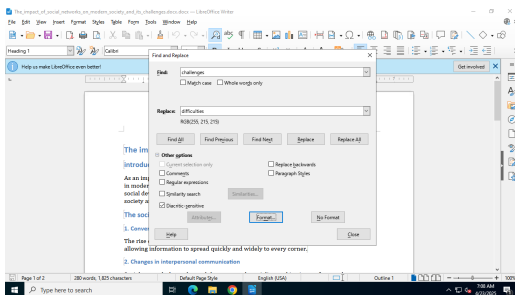 The_impact_of_social_networks_on_modern_society_and_its_challenges.docx.docx — LibreOffice Writer
File Edit View Insert Format Styles Table Form Tools Window Help
Heading 1
Calibri
Help us make LibreOffice even better!
Get involved
Find and Replace
Find:
challenges
Match case
Whole words only
Replace:
difficulties
RGB(255, 215, 215)
Find All
Find Previous
Find Next
Replace
Replace All
Other options
Current selection only
Replace backwards
Comments
Paragraph Styles
Regular expressions
Similarity search
Similarities...
Diacritic-sensitive
Attributes...
Format...
No Format
Help
Close
The im
introdu
As an imp
in moder
social dev
society a
The soci
1. Conver
The rise
allowing information to spread quickly and widely to every corner.
2. Changes in interpersonal communication
Page 1 of 2
280 words, 1,825 characters
Default Page Style
English (USA)
Outline 1
100%
Type here to search
7:08 AM
4/23/2025